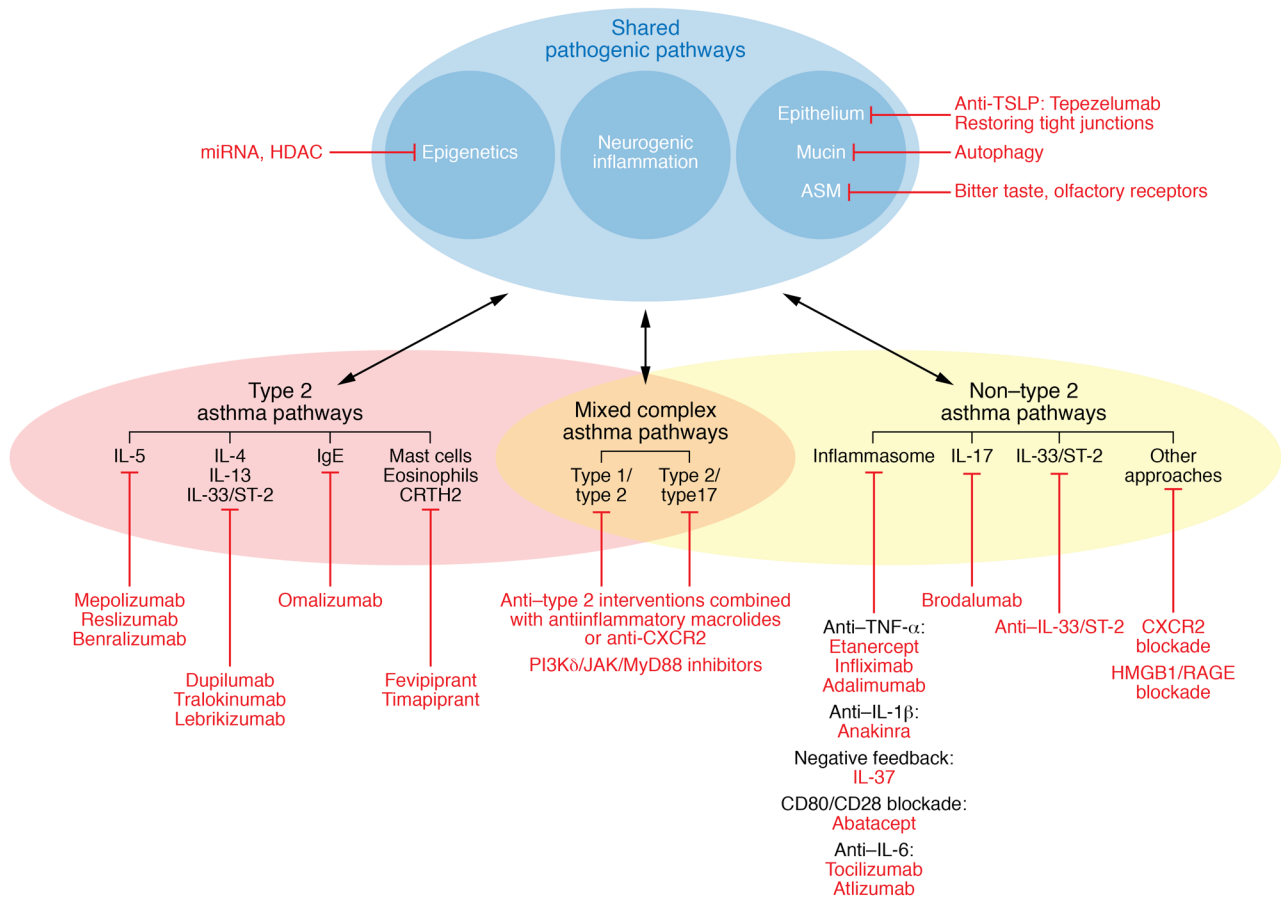 Shared
pathogenic pathways
Epithelium
Mucin
ASM
Neurogenic
inflammation
Epigenetics
miRNA, HDAC
Anti-TSLP: Tepezelumab
Restoring tight junctions
Autophagy
Bitter taste, olfactory receptors
Type 2
asthma pathways
IL-5
IL-4
IL-13
IL-33/ST-2
IgE
Mast cells
Eosinophils
CRTH2
Mepolizumab
Reslizumab
Benralizumab
Dupilumab
Tralokinumab
Lebrikizumab
Omalizumab
Fevipiprant
Timapiprant
Mixed complex
asthma pathways
Type 1/
type 2
Type 2/
type17
Anti–type 2 interventions combined
with antiinflammatory macrolides
or anti-CXCR2
PI3Kδ/JAK/MyD88 inhibitors
Non–type 2
asthma pathways
Inflammasome
IL-17
IL-33/ST-2
Other
approaches
Anti–TNF-α:
Etanercept
Infliximab
Adalimumab
Anti–IL-1β:
Anakinra
Negative feedback:
IL-37
CD80/CD28 blockade:
Abatacept
Anti–IL-6:
Tocilizumab
Atlizumab
Brodalumab
Anti–IL-33/ST-2
CXCR2
blockade
HMGB1/RAGE
blockade